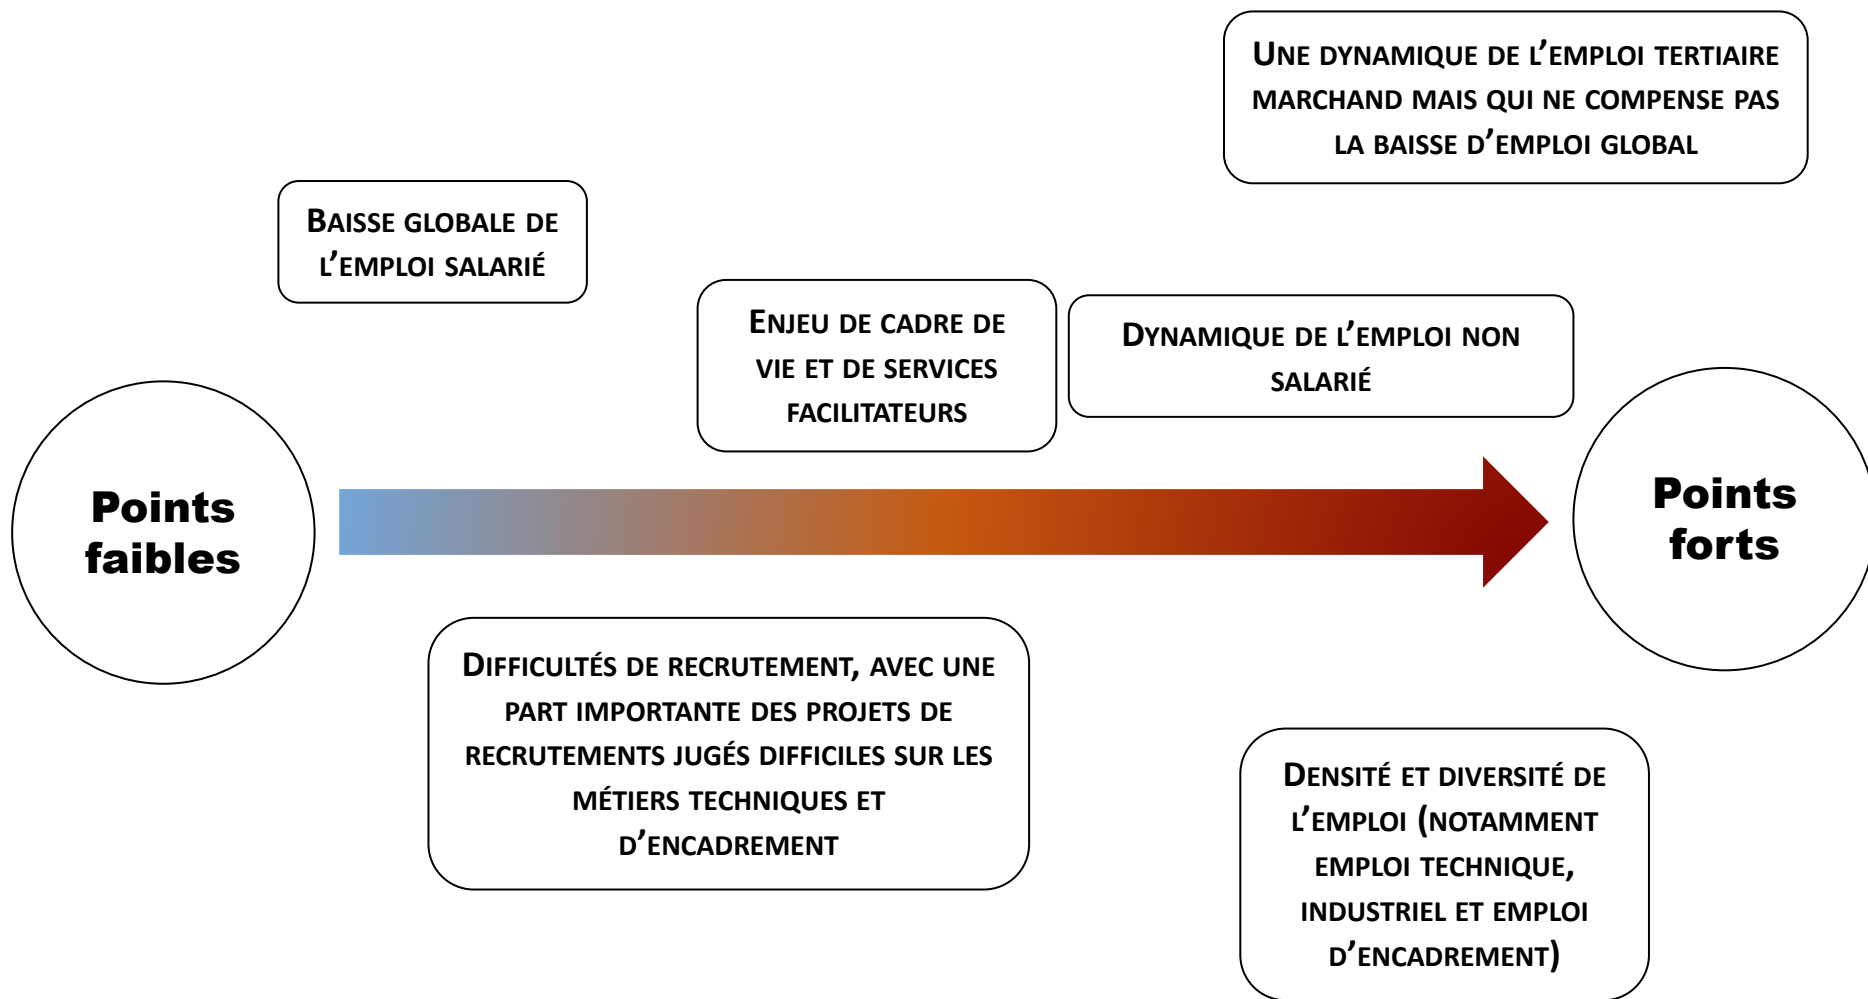 UNE DYNAMIQUE DE L’EMPLOI TERTIAIRE
MARCHAND MAIS QUI NE COMPENSE PAS
LA BAISSE D’EMPLOI GLOBAL
BAISSE GLOBALE DE
L’EMPLOI SALARIÉ
ENJEU DE CADRE DE
VIE ET DE SERVICES
FACILITATEURS
DYNAMIQUE DE L’EMPLOI NON
SALARIÉ
Points
faibles
Points
forts
DIFFICULTÉS DE RECRUTEMENT, AVEC UNE
PART IMPORTANTE DES PROJETS DE
RECRUTEMENTS JUGÉS DIFFICILES SUR LES
MÉTIERS TECHNIQUES ET
D’ENCADREMENT
DENSITÉ ET DIVERSITÉ DE
L’EMPLOI (NOTAMMENT
EMPLOI TECHNIQUE,
INDUSTRIEL ET EMPLOI
D’ENCADREMENT)